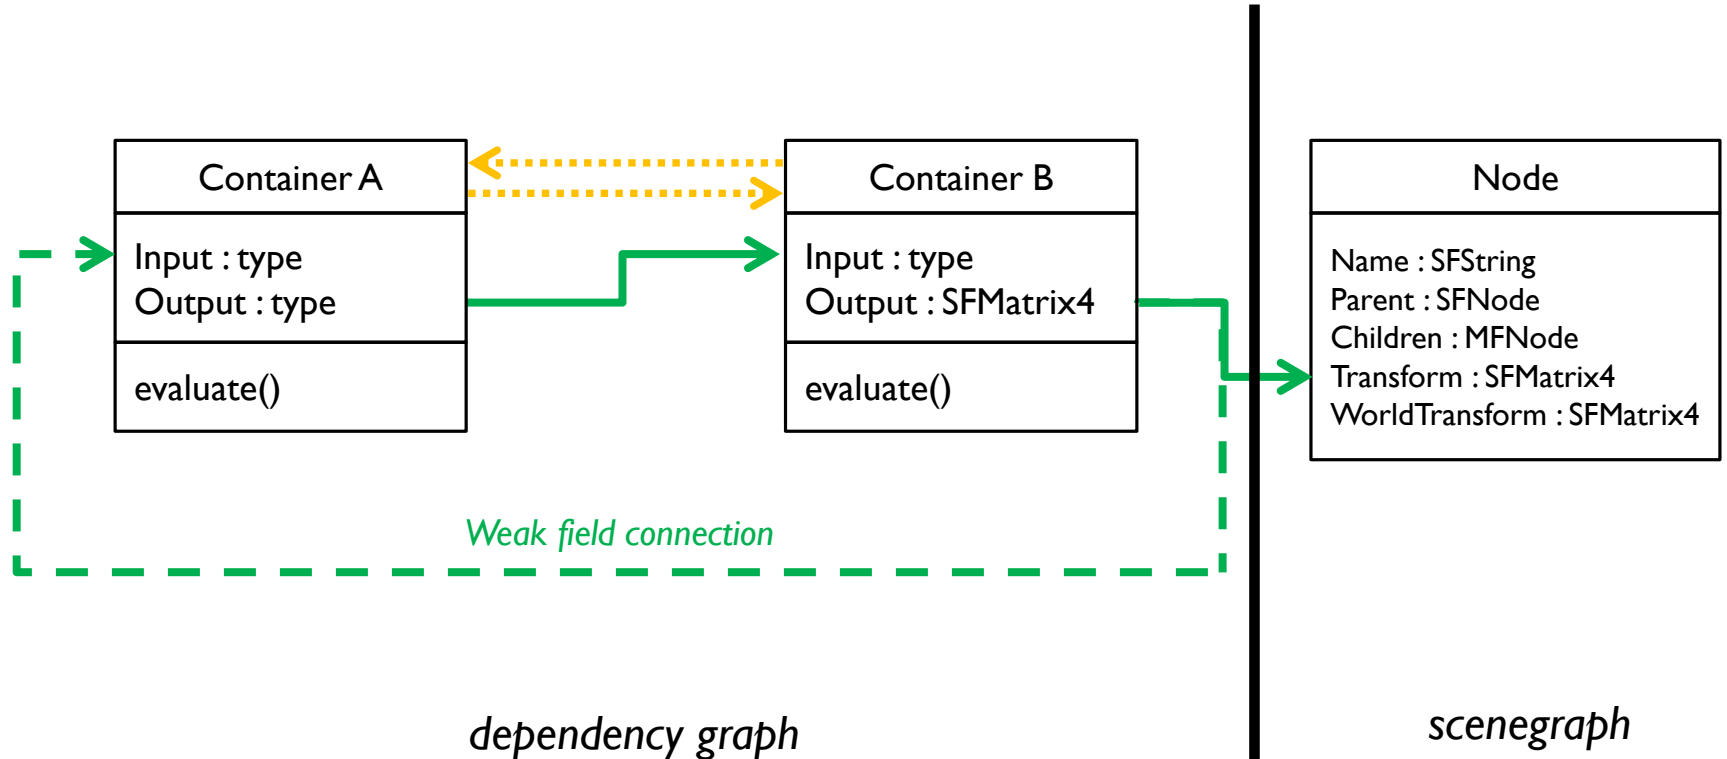 Container A
Input : type
Output : type
evaluate()
Container B
Input : type
Output : SFMatrix4
evaluate()
Node
Name : SFString
Parent : SFNode
Children : MFNode
Transform : SFMatrix4
WorldTransform : SFMatrix4
Weak field connection
dependency graph
scenegraph